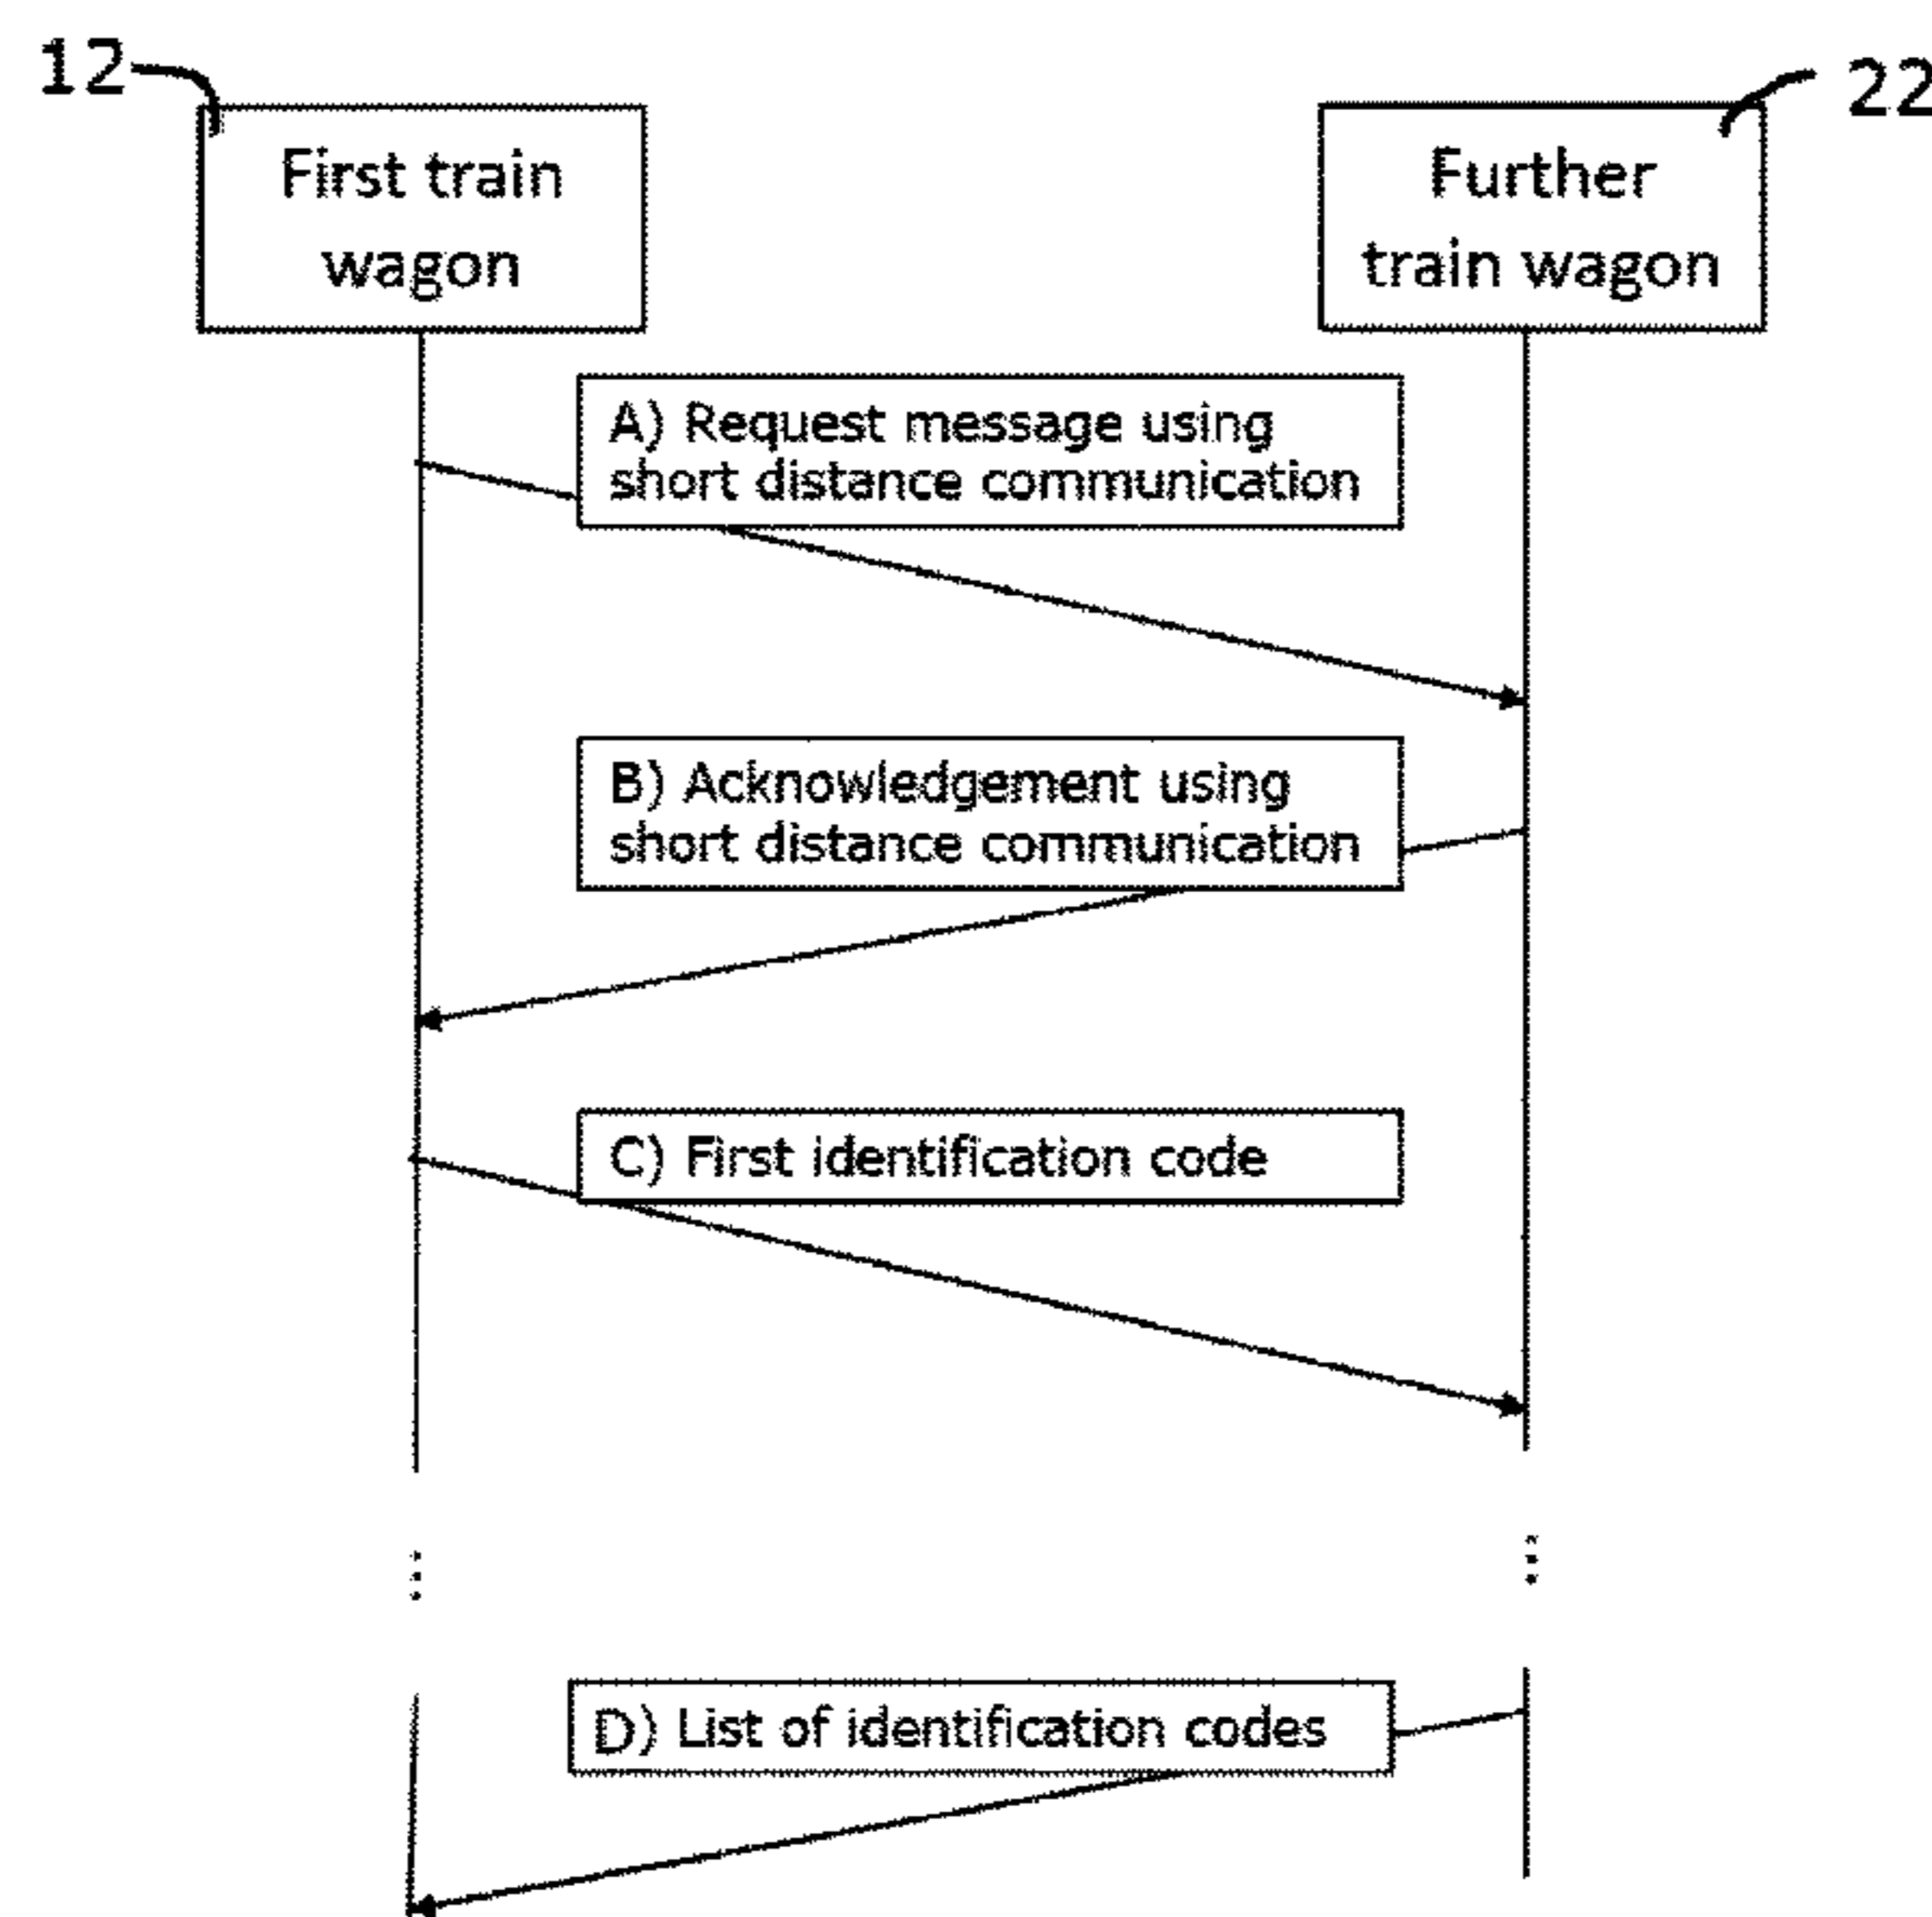 12
22
First train
wagon
Further
train wagon
A) Request message using
short distance communication
B) Acknowledgement using
short distance communication
C) First identification code
D) List of identification codes